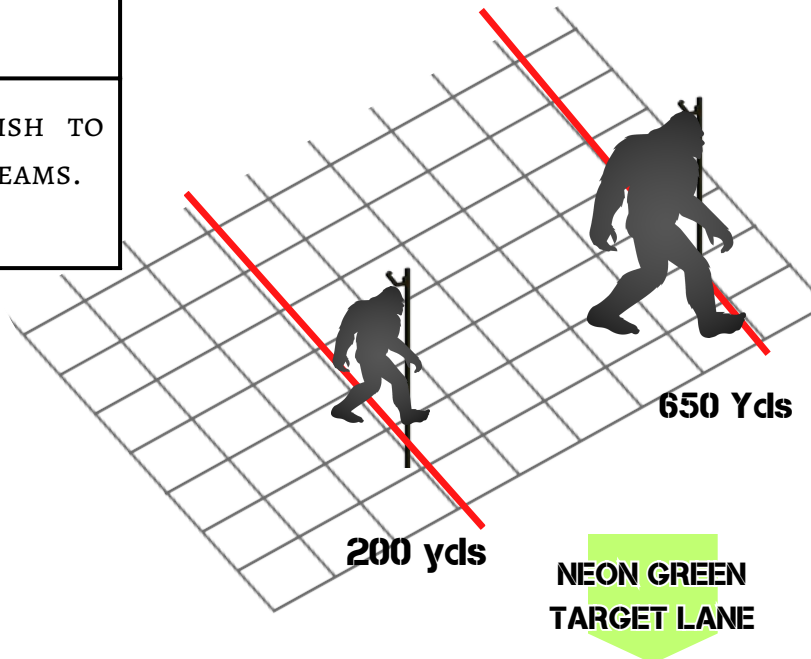 ISH TO
EAMS.
650 Yds
200 yds
NEON GREEN
TARGET LANE